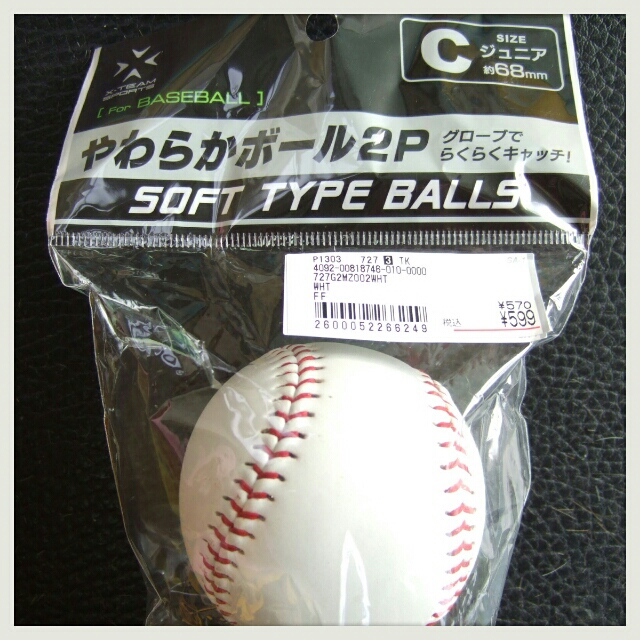 C
SIZE
ジュニア
約68mm
X-TEAM
SPORTS
[ for BASEBALL ]
やわらかボール2P
グローブで
らくらくキャッチ!
SOFT TYPE BALLS
P1303 727 3 TK
4092-00818748-010-0000
727G2MZ002WHT
WHT
FF
2600052266249
税込
¥570
¥599